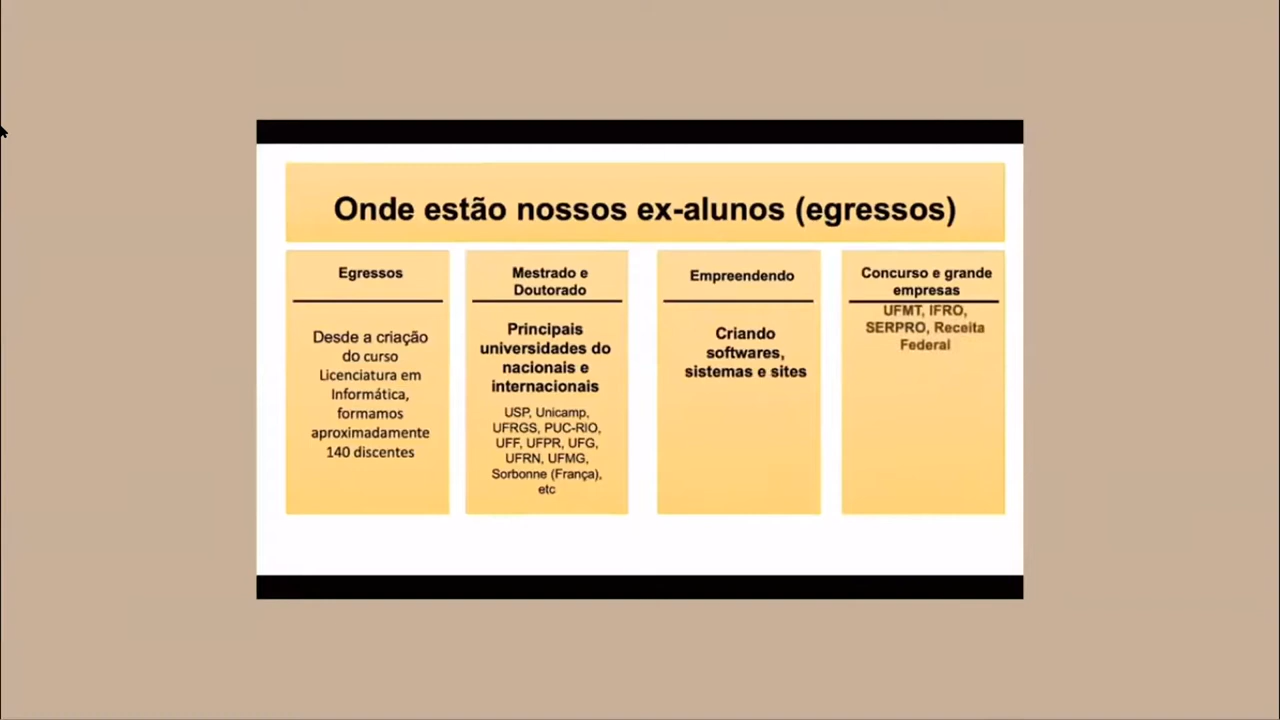 Onde estão nossos ex-alunos (egressos)
Egressos
Desde a criação
do curso
Licenciatura em
Informática,
formamos
aproximadamente
140 discentes
Mestrado e
Doutorado
Principais
universidades do
nacionais e
internacionais
USP, Unicamp,
UFRGS, PUC-RIO,
UFF, UFPR, UFG,
UFRN, UFMG,
Sorbonne (França),
etc
Empreendendo
Criando
softwares,
sistemas e sites
Concurso e grande
empresas
UFMT, IFRO,
SERPRO, Receita
Federal